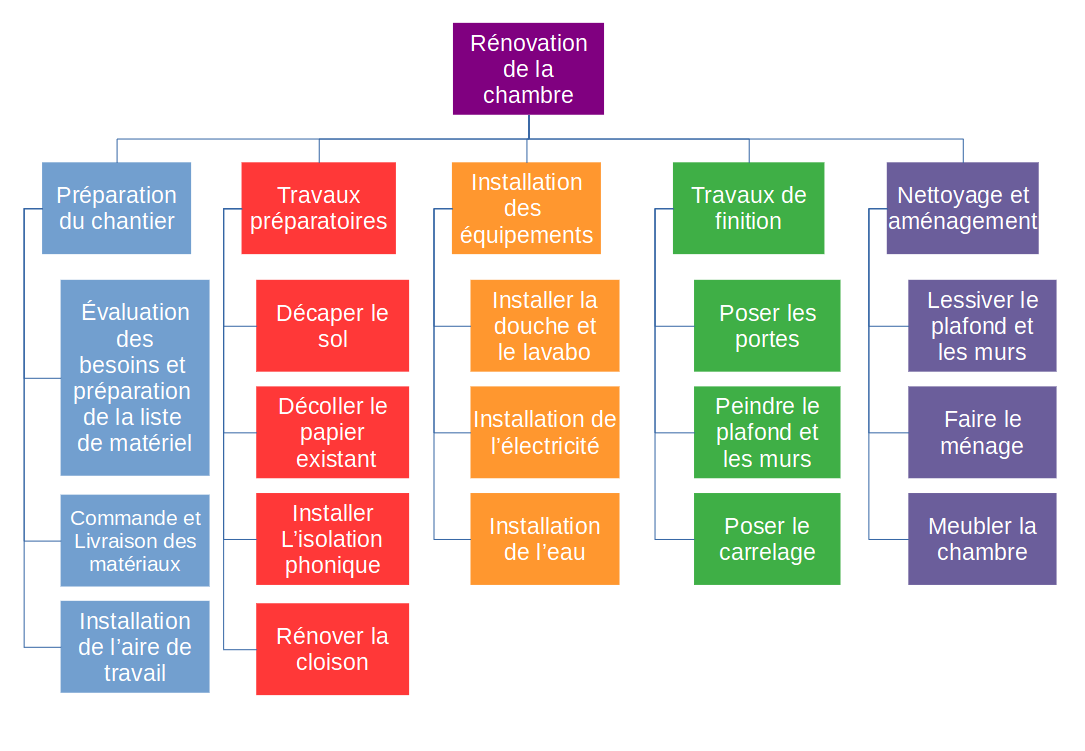 Rénovation
de la
chambre
Préparation
du chantier
Évaluation
des
besoins et
préparation
de la liste
de matériel
Commande et
Livraison des
matériaux
Installation
de l’aire de
travail
Travaux
préparatoires
Décaper le
sol
Décoller le
papier
existant
Installer
L’isolation
phonique
Rénover la
cloison
Installation
des
équipements
Installer la
douche et
le lavabo
Installation de
l’électricité
Installation
de l’eau
Travaux de
finition
Poser les
portes
Peindre le
plafond et
les murs
Poser le
carrelage
Nettoyage et
aménagement
Lessiver le
plafond et
les murs
Faire le
ménage
Meubler la
chambre